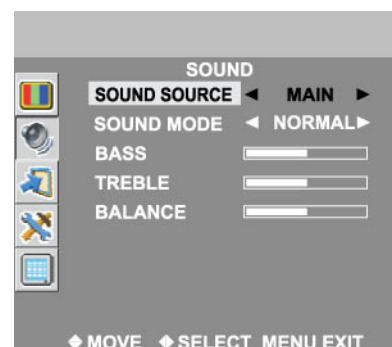 SOUND
SOUND SOURCE ◀ MAIN ▶
SOUND MODE ◀ NORMAL▶
BASS
TREBLE
BALANCE
MOVE SELECT MENU EXIT